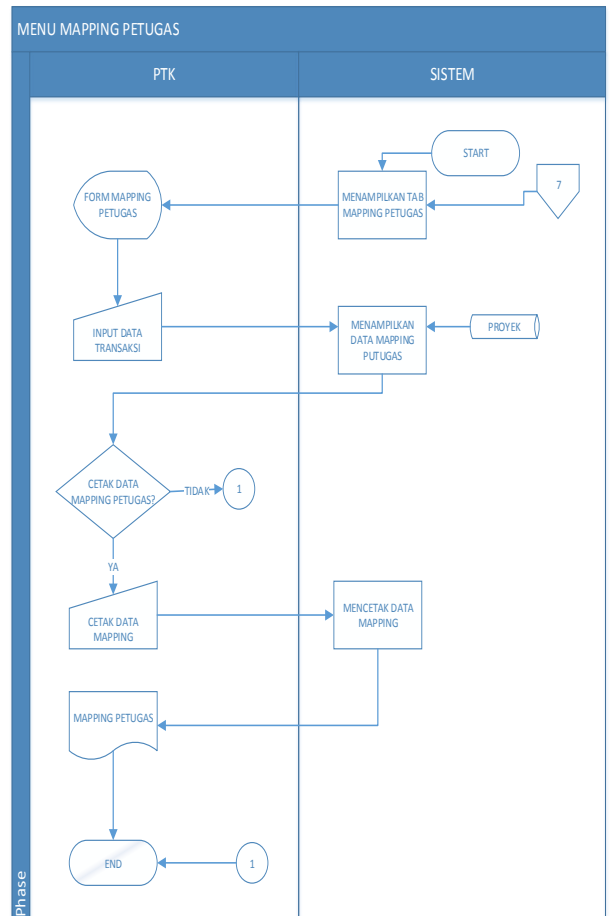 MENU MAPPING PETUGAS
PTK
SISTEM
START
7
FORM MAPPING
PETUGAS
MENAMPILKAN TAB
MAPPING PETUGAS
INPUT DATA
TRANSAKSI
MENAMPILKAN
DATA MAPPING
PUTUGAS
PROYEK
CETAK DATA
MAPPING PETUGAS?
TIDAK
1
YA
CETAK DATA
MAPPING
MENCETAK DATA
MAPPING
MAPPING PETUGAS
END
1
Phase